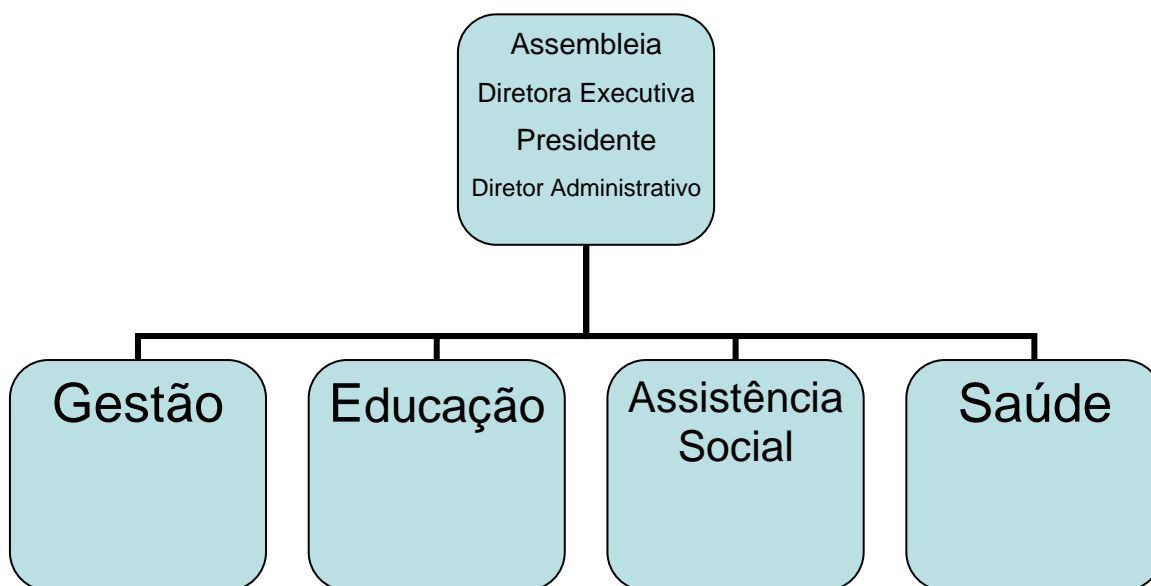 Assembleia
Diretora Executiva
Presidente
Diretor Administrativo
Gestão
Educação
Assistência
Social
Saúde